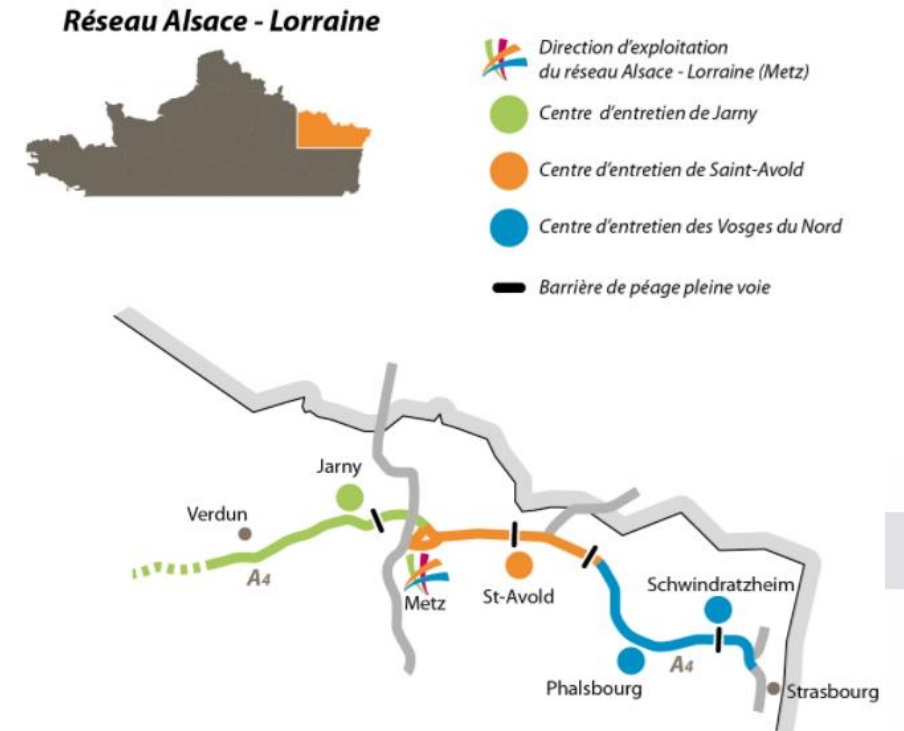 Réseau Alsace - Lorraine
Direction d'exploitation
du réseau Alsace - Lorraine (Metz)
Centre d'entretien de Jarny
Centre d'entretien de Saint-Avold
Centre d'entretien des Vosges du Nord
Barrière de péage pleine voie
Jarny
Verdun
A4
Metz
St-Avold
Schwindratzheim
A4
Phalsbourg
Strasbourg